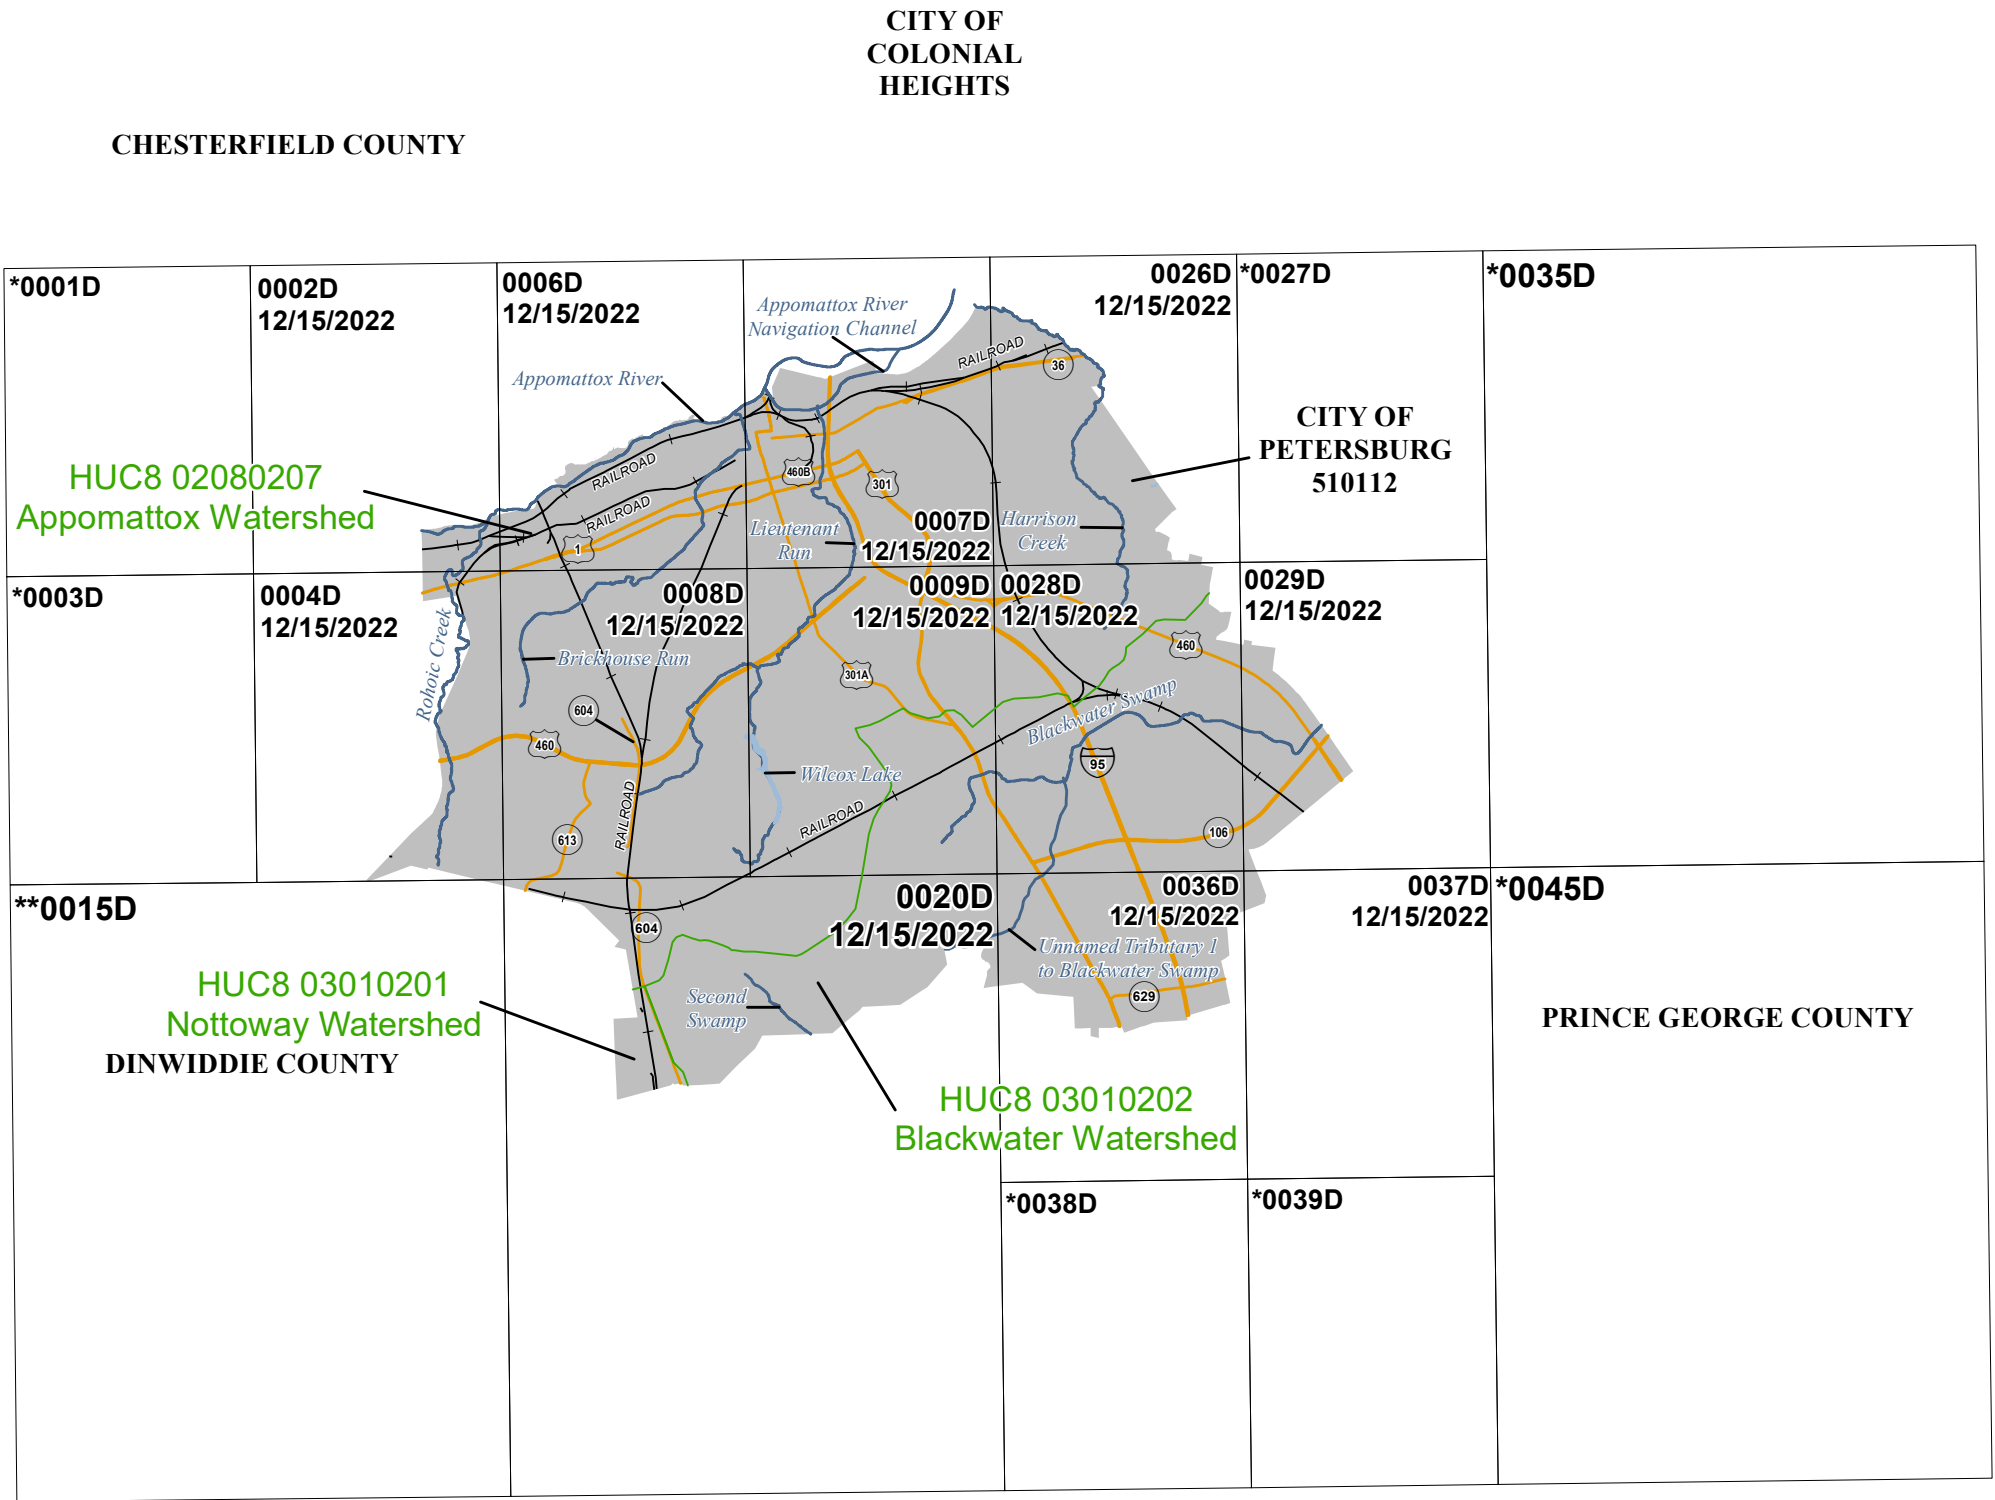 CITY OF
COLONIAL
HEIGHTS
CHESTERFIELD COUNTY
*0001D
0002D
12/15/2022
0006D
12/15/2022
Appomattox River
Navigation Channel
0026D
12/15/2022
*0027D
*0035D
RAILROAD
36
Appomattox River
CITY OF
PETERSBURG
510112
HUC8 02080207
Appomattox Watershed
RAILROAD
RAILROAD
460B
301
1
Lieutenant
Run
0007D
12/15/2022
Harrison
Creek
*0003D
0004D
12/15/2022
0008D
12/15/2022
0009D
12/15/2022
0028D
12/15/2022
0029D
12/15/2022
Rohoic Creek
Brickhouse Run
301A
460
604
460
Blackwater Swamp
95
Wilcox Lake
RAILROAD
RAILROAD
613
106
**0015D
0020D
12/15/2022
0036D
12/15/2022
0037D
12/15/2022
*0045D
604
Unnamed Tributary 1
to Blackwater Swamp
629
HUC8 03010201
Nottoway Watershed
Second
Swamp
DINWIDDIE COUNTY
PRINCE GEORGE COUNTY
HUC8 03010202
Blackwater Watershed
*0038D
*0039D